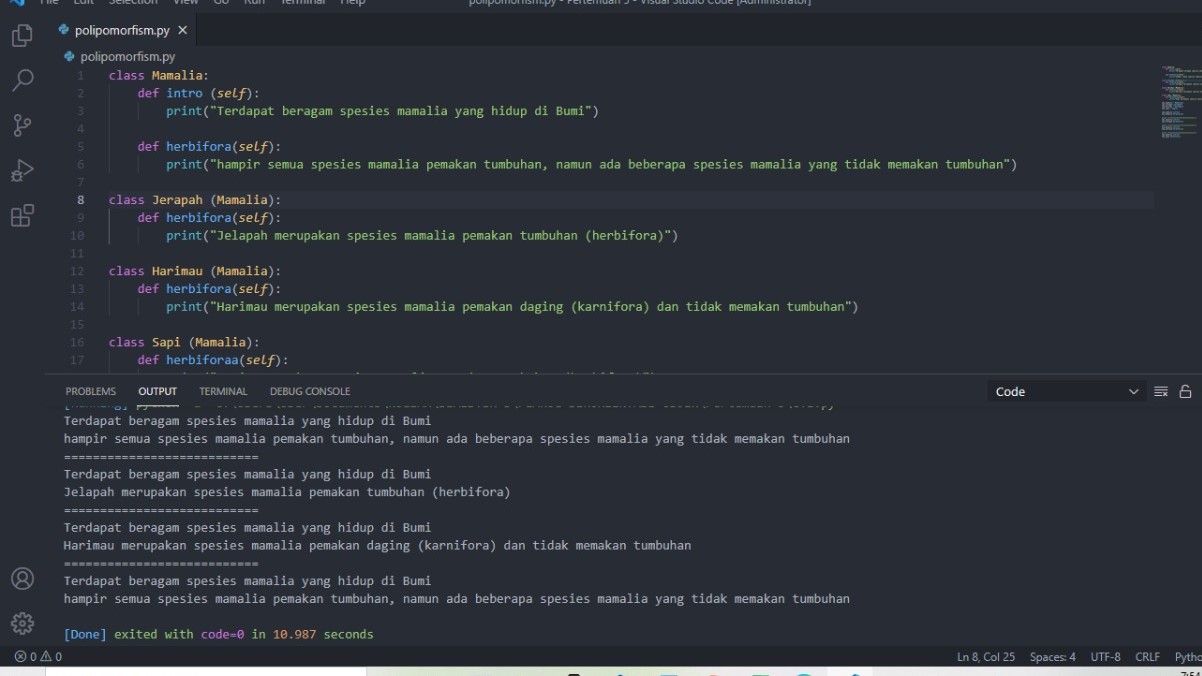 File Edit Selection View Go Run Terminal Help
polipomorfism.py - Pertemuan 5 - Visual Studio Code [Administrator]
polipomorfism.py ×
polipomorfism.py
1 class Mamalia:
2 def intro (self):
3 print("Terdapat beragam spesies mamalia yang hidup di Bumi")
4
5 def herbifora(self):
6 print("hampir semua spesies mamalia pemakan tumbuhan, namun ada beberapa spesies mamalia yang tidak memakan tumbuhan")
7
8 class Jerapah (Mamalia):
9 def herbifora(self):
10 print("Jelapah merupakan spesies mamalia pemakan tumbuhan (herbifora)")
11
12 class Harimau (Mamalia):
13 def herbifora(self):
14 print("Harimau merupakan spesies mamalia pemakan daging (karnifora) dan tidak memakan tumbuhan")
15
16 class Sapi (Mamalia):
17 def herbiforaa(self):
PROBLEMS OUTPUT TERMINAL DEBUG CONSOLE Code
[Running] python
Terdapat beragam spesies mamalia yang hidup di Bumi
hampir semua spesies mamalia pemakan tumbuhan, namun ada beberapa spesies mamalia yang tidak memakan tumbuhan
===========================
Terdapat beragam spesies mamalia yang hidup di Bumi
Jelapah merupakan spesies mamalia pemakan tumbuhan (herbifora)
===========================
Terdapat beragam spesies mamalia yang hidup di Bumi
Harimau merupakan spesies mamalia pemakan daging (karnifora) dan tidak memakan tumbuhan
===========================
Terdapat beragam spesies mamalia yang hidup di Bumi
hampir semua spesies mamalia pemakan tumbuhan, namun ada beberapa spesies mamalia yang tidak memakan tumbuhan
[Done] exited with code=0 in 10.987 seconds
0 0 Ln 8, Col 25 Spaces: 4 UTF-8 CRLF Pytho